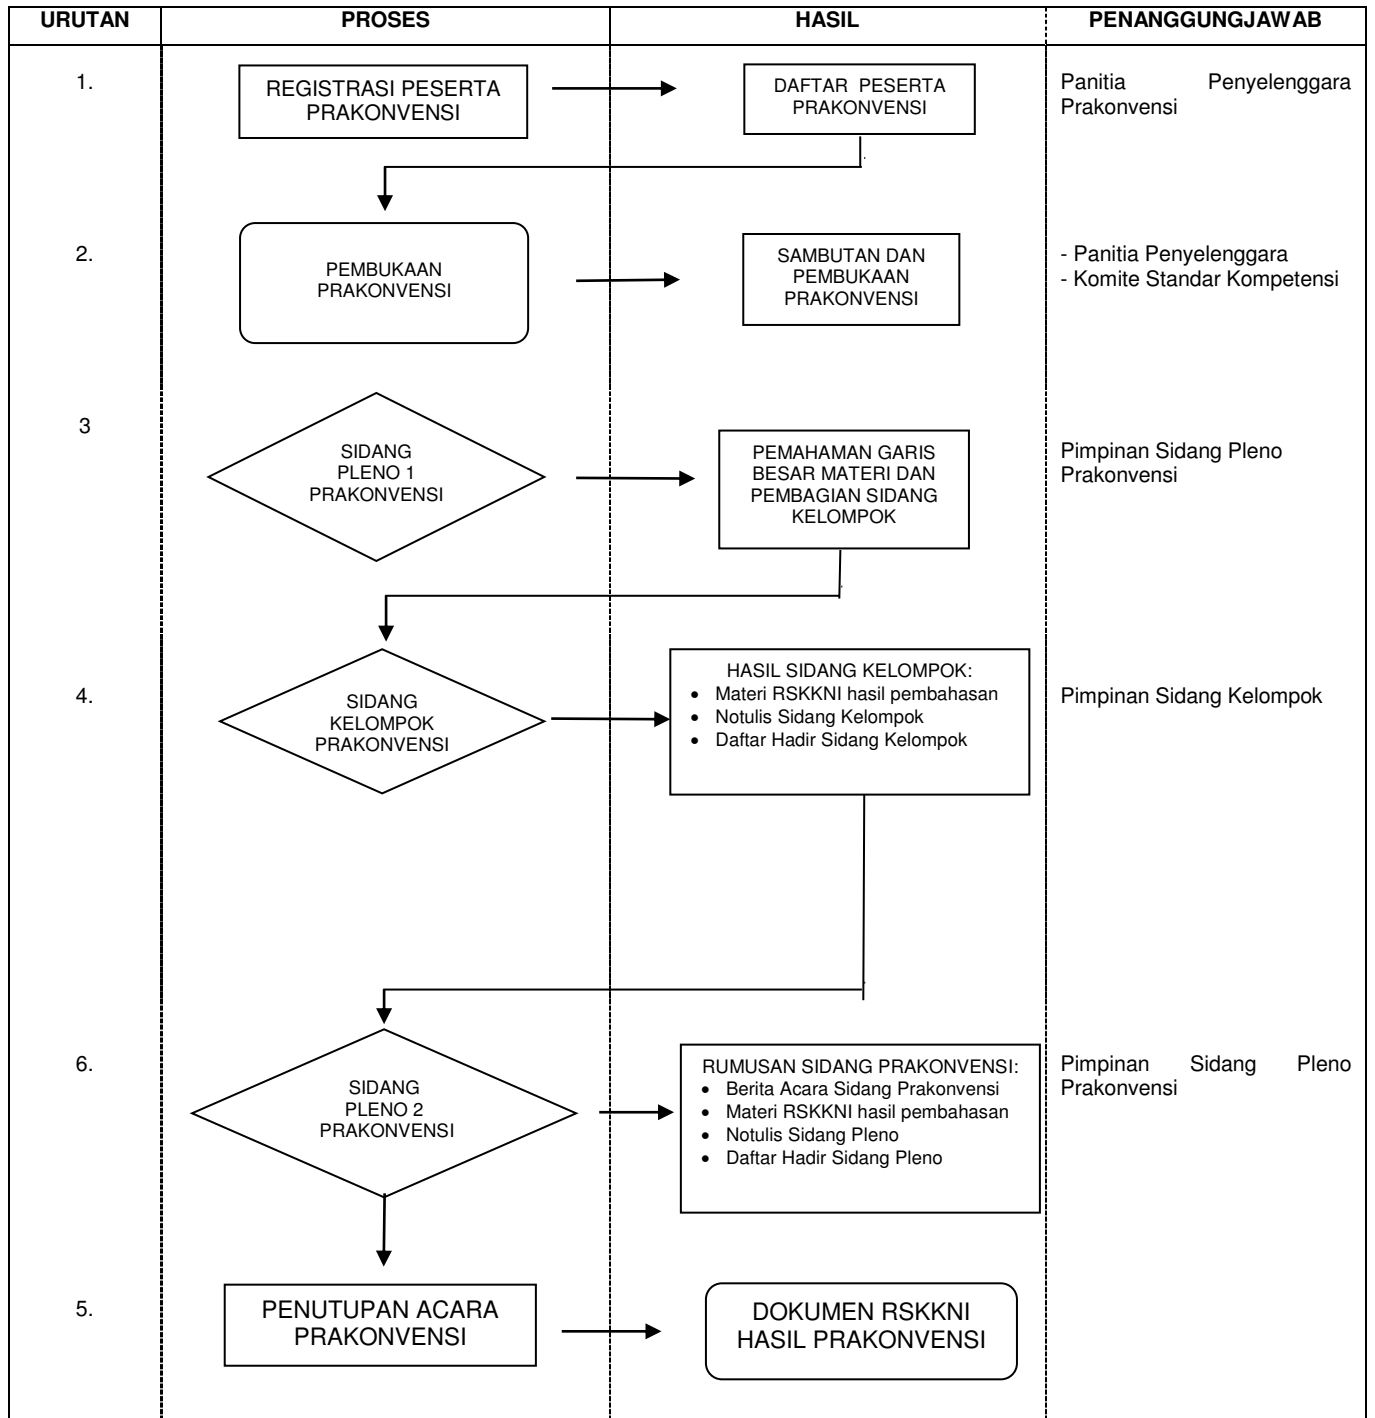 URUTAN PROSES HASIL PENANGGUNGJAWAB
1.
REGISTRASI PESERTA
PRAKONVENSI
DAFTAR PESERTA
PRAKONVENSI
Panitia Penyelenggara
Prakonvensi
2.
PEMBUKAAN
PRAKONVENSI
SAMBUTAN DAN
PEMBUKAAN
PRAKONVENSI
- Panitia Penyelenggara
- Komite Standar Kompetensi
3
SIDANG
PLENO 1
PRAKONVENSI
PEMAHAMAN GARIS
BESAR MATERI DAN
PEMBAGIAN SIDANG
KELOMPOK
Pimpinan Sidang Pleno
Prakonvensi
4.
SIDANG
KELOMPOK
PRAKONVENSI
HASIL SIDANG KELOMPOK:
• Materi RSKKNI hasil pembahasan
• Notulis Sidang Kelompok
• Daftar Hadir Sidang Kelompok
Pimpinan Sidang Kelompok
6.
SIDANG
PLENO 2
PRAKONVENSI
RUMUSAN SIDANG PRAKONVENSI:
• Berita Acara Sidang Prakonvensi
• Materi RSKKNI hasil pembahasan
• Notulis Sidang Pleno
• Daftar Hadir Sidang Pleno
Pimpinan Sidang Pleno
Prakonvensi
5.
PENUTUPAN ACARA
PRAKONVENSI
DOKUMEN RSKKNI
HASIL PRAKONVENSI